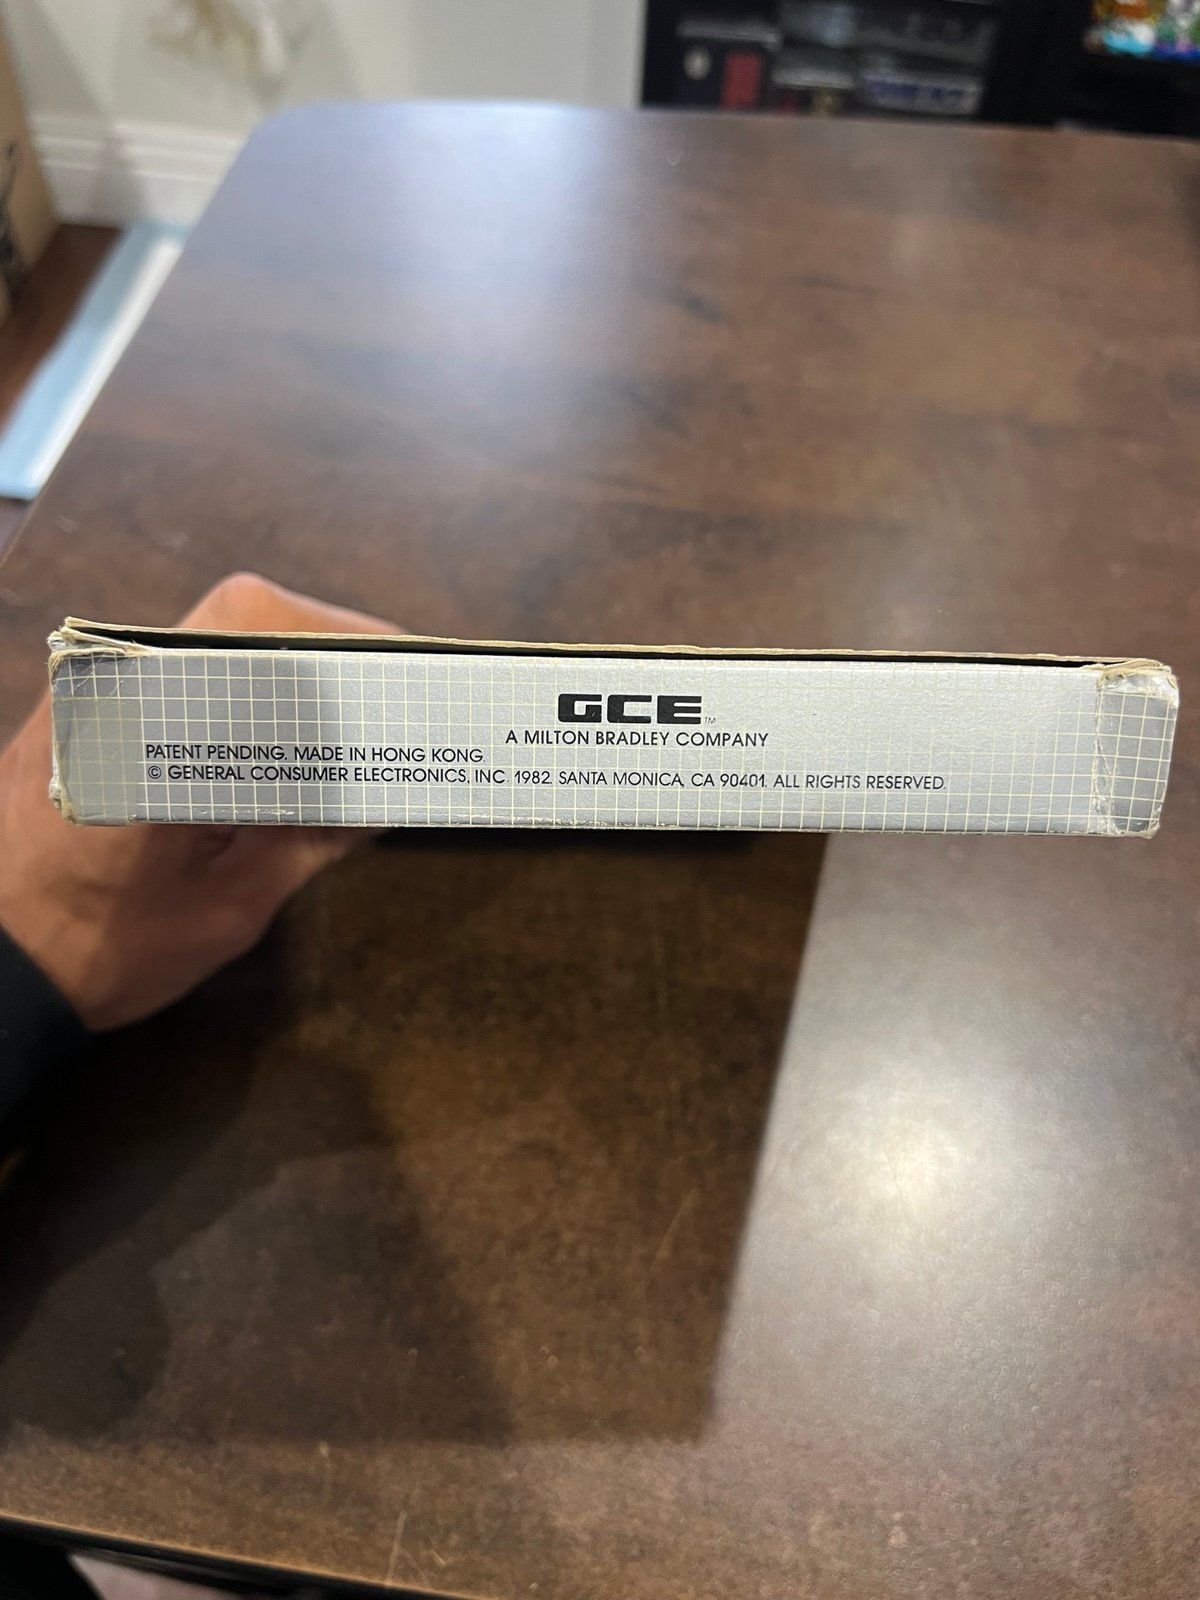 GCE™
A MILTON BRADLEY COMPANY
PATENT PENDING. MADE IN HONG KONG.
© GENERAL CONSUMER ELECTRONICS, INC. 1982. SANTA MONICA, CA 90401. ALL RIGHTS RESERVED.